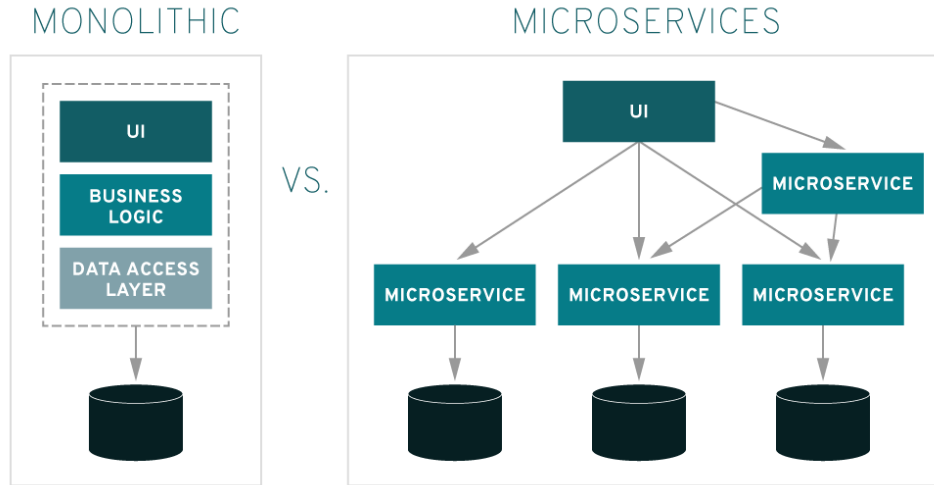 MONOLITHIC
UI
BUSINESS
LOGIC
DATA ACCESS
LAYER
VS.
MICROSERVICES
UI
MICROSERVICE
MICROSERVICE
MICROSERVICE
MICROSERVICE